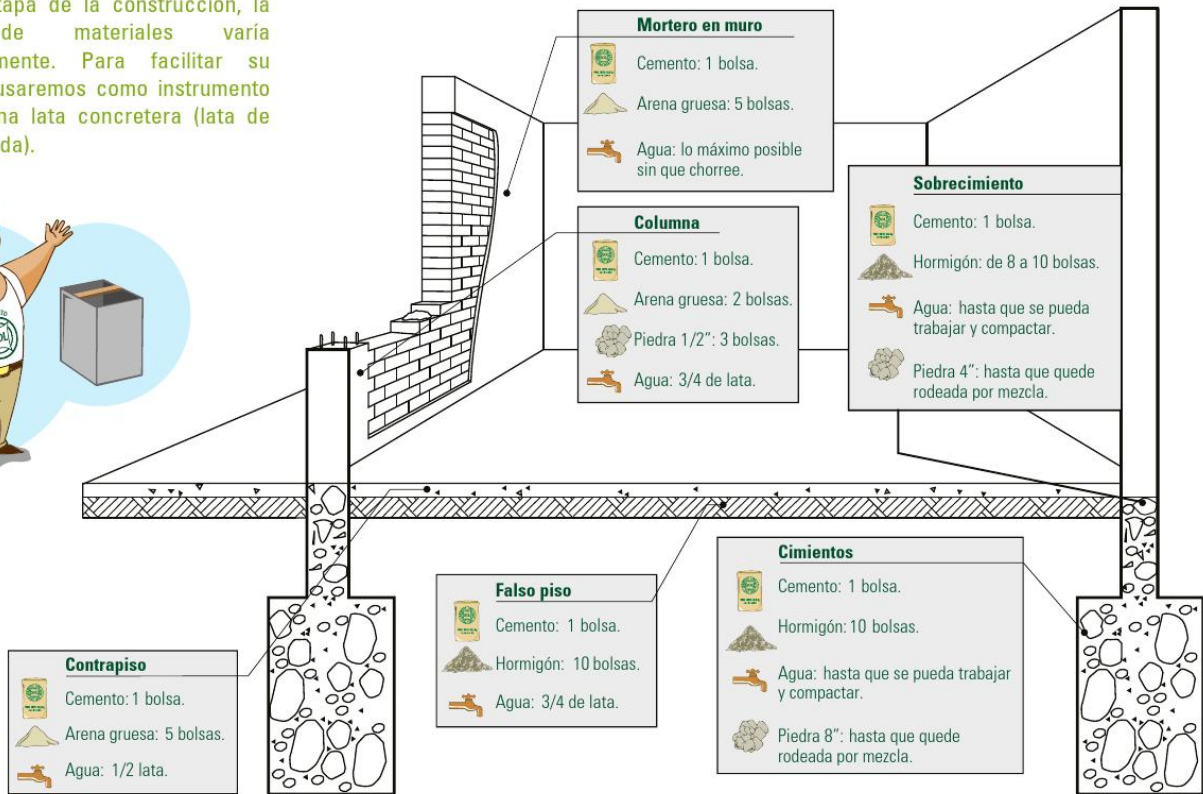 tapa de la construcción, la
de materiales varía
mente. Para facilitar su
usaremos como instrumento
na lata concretera (lata de
da).
Mortero en muro
Cemento: 1 bolsa.
Arena gruesa: 5 bolsas.
Agua: lo máximo posible
sin que chorree.
Sobrecimiento
Cemento: 1 bolsa.
Hormigón: de 8 a 10 bolsas.
Agua: hasta que se pueda
trabajar y compactar.
Piedra 4": hasta que quede
rodeada por mezcla.
Columna
Cemento: 1 bolsa.
Arena gruesa: 2 bolsas.
Piedra 1/2": 3 bolsas.
Agua: 3/4 de lata.
Cimientos
Cemento: 1 bolsa.
Hormigón: 10 bolsas.
Agua: hasta que se pueda trabajar
y compactar.
Piedra 8": hasta que quede
rodeada por mezcla.
Falso piso
Cemento: 1 bolsa.
Hormigón: 10 bolsas.
Agua: 3/4 de lata.
Contrapiso
Cemento: 1 bolsa.
Arena gruesa: 5 bolsas.
Agua: 1/2 lata.